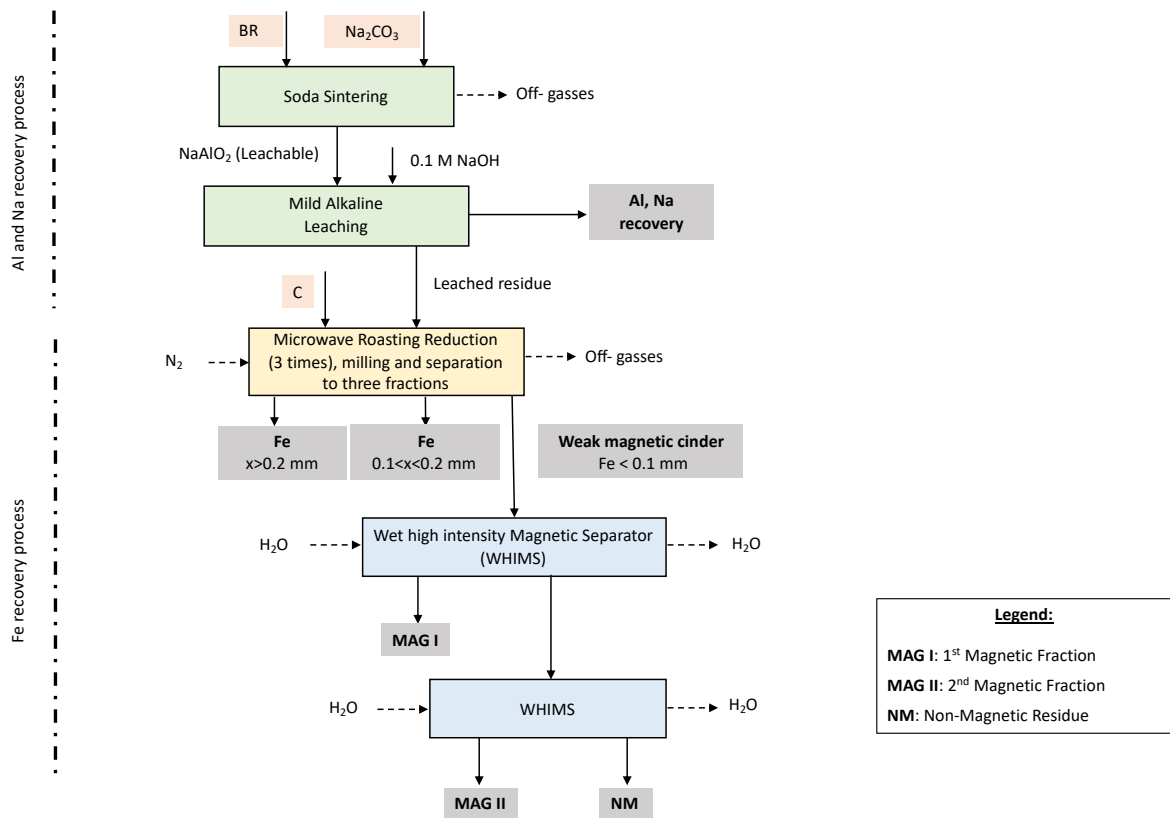 Al and Na recovery process
Fe recovery process
BR
Na₂CO₃
Soda Sintering
Off- gasses
NaAlO₂ (Leachable)
0.1 M NaOH
Mild Alkaline
Leaching
Al, Na
recovery
Leached residue
C
N₂
Microwave Roasting Reduction
(3 times), milling and separation
to three fractions
Off- gasses
Fe
x>0.2 mm
Fe
0.1<x<0.2 mm
Weak magnetic cinder
Fe < 0.1 mm
H₂O
Wet high intensity Magnetic Separator
(WHIMS)
H₂O
MAG I
H₂O
WHIMS
H₂O
MAG II
NM
Legend:
MAG I: 1st Magnetic Fraction
MAG II: 2nd Magnetic Fraction
NM: Non-Magnetic Residue